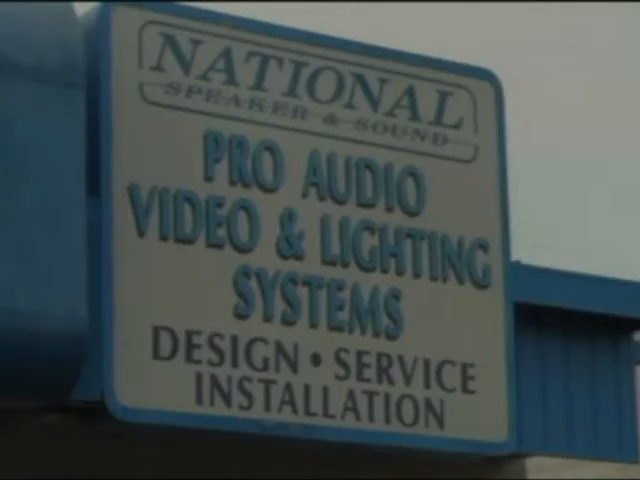 NATIONAL
SPEAKER & SOUND
PRO AUDIO
VIDEO & LIGHTING
SYSTEMS
DESIGN • SERVICE
INSTALLATION